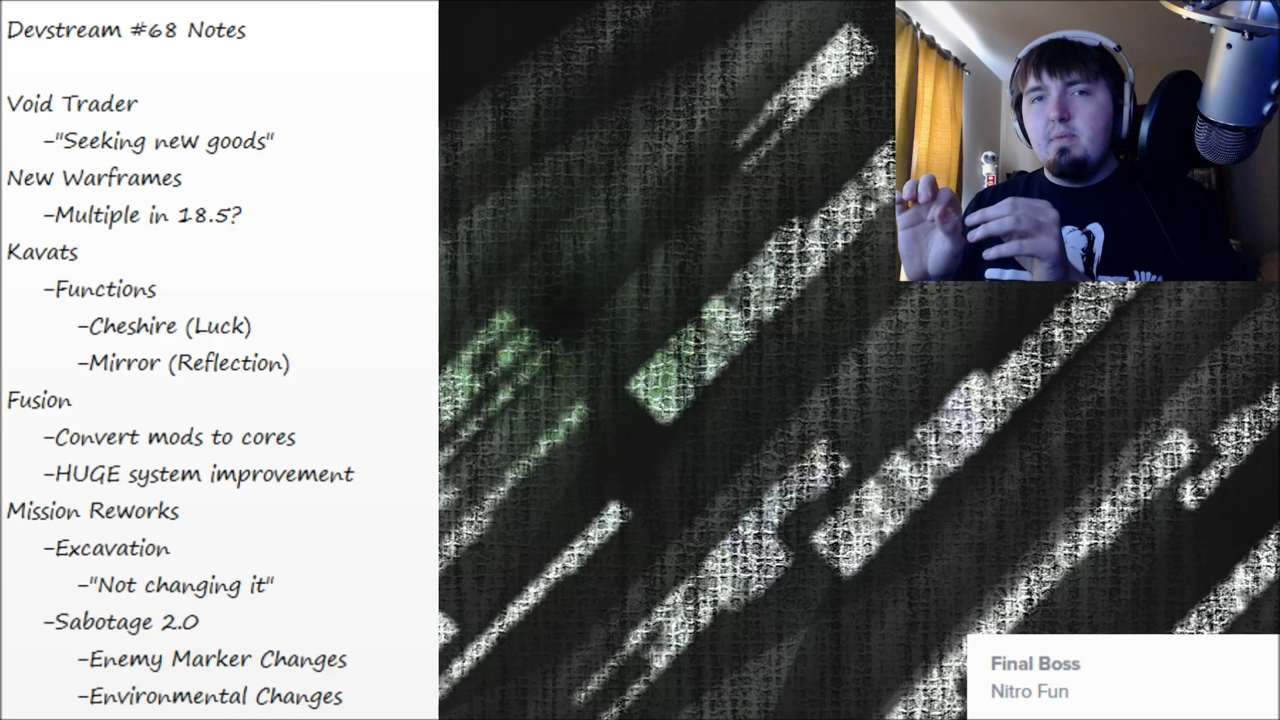 Devstream #68 Notes
Void Trader
-"Seeking new goods"
New Warframes
-Multiple in 18.5?
Kavats
-Functions
-Cheshire (Luck)
-Mirror (Reflection)
Fusion
-Convert mods to cores
-HUGE system improvement
Mission Reworks
-Excavation
-"Not changing it"
-Sabotage 2.0
-Enemy Marker Changes
-Environmental Changes
Final Boss
Nitro Fun